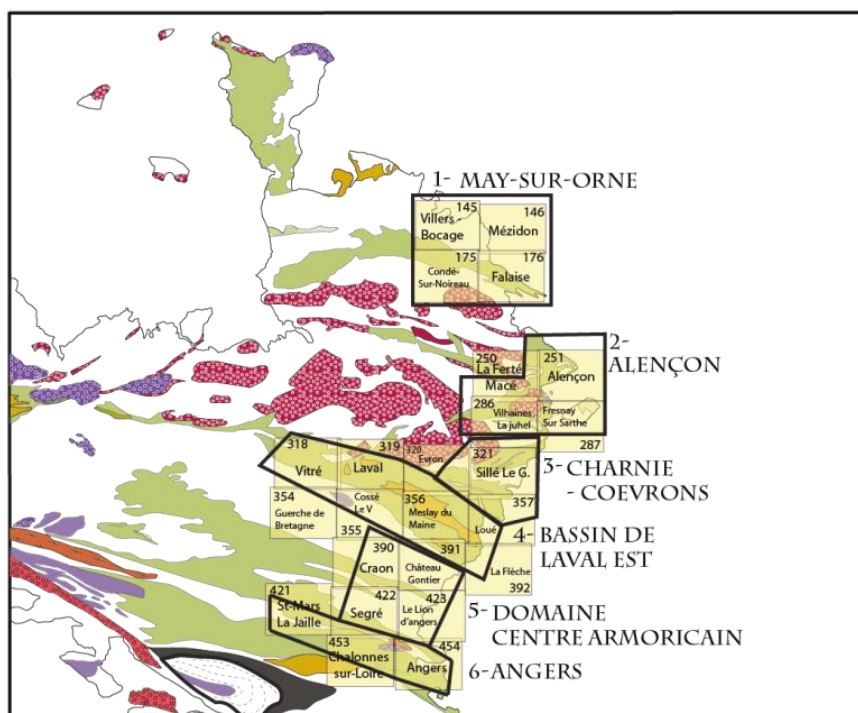 1- MAY-SUR-ORNE
145
Villers -
Bocage
146
Mézidon
175
Condé-
Sur-Noireau
176
Falaise
2-
ALENÇON
250
La Ferté
Macé
251
Alençon
286
Vilhaines
La juhel
Fresnay
Sur Sarthe
287
318
Vitré
319
Laval
320
Evron
321
Sillé Le G.
3- CHARNIE
- COEVRONS
354
Guerche de
Bretagne
Cossé
Le V
355
356
Meslay du
Maine
357
Loué
4- BASSIN DE
LAVAL EST
390
Craon
391
Château
Gontier
La Flèche
392
421
St-Mars
La Jaille
422
Segré
423
Le Lion
d'angers
5- DOMAINE
CENTRE ARMORICAIN
453
Chalonnes
sur-Loire
454
Angers
6-ANGERS